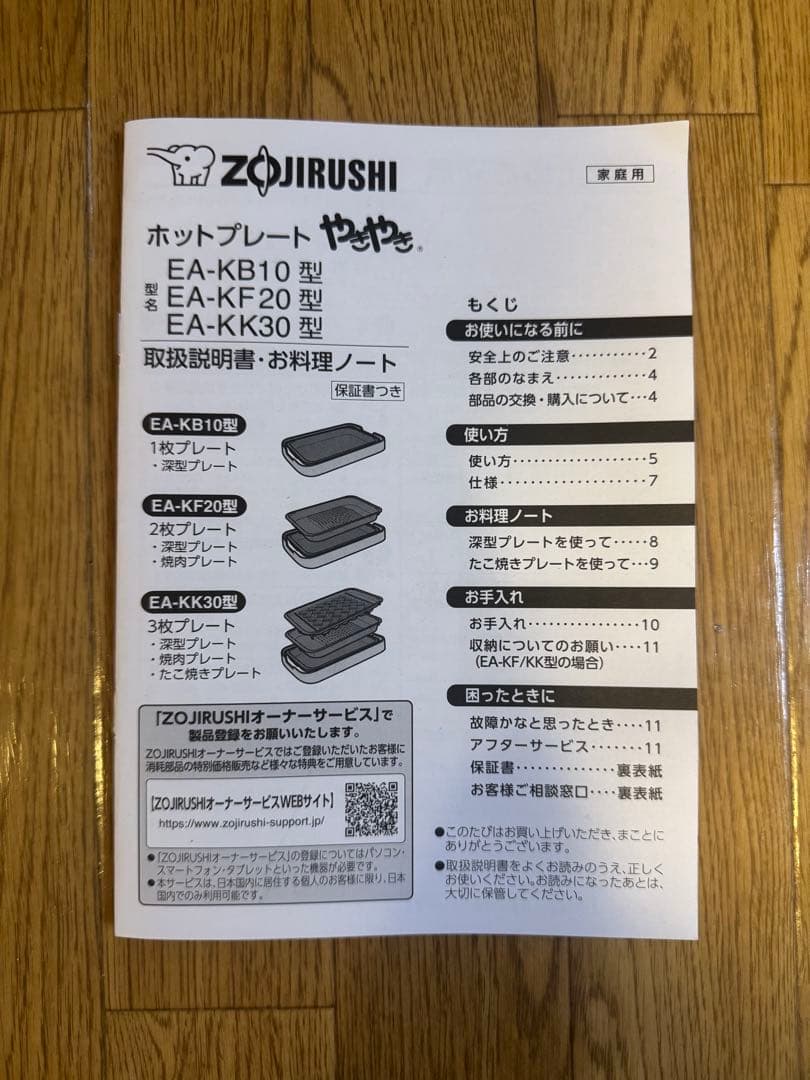 ZOJIRUSHI
家庭用
ホットプレート やきやき®
型名
EA-KB10 型
EA-KF20 型
EA-KK30 型
取扱説明書・お料理ノート
保証書つき
EA-KB10型
1枚プレート
・深型プレート
EA-KF20型
2枚プレート
・深型プレート
・焼肉プレート
EA-KK30型
3枚プレート
・深型プレート
・焼肉プレート
・たこ焼きプレート
「ZOJIRUSHIオーナーサービス」で
製品登録をお願いいたします。
ZOJIRUSHIオーナーサービスではご登録いただいたお客様に
消耗部品の特別価格販売など様々な特典をご用意しています。
【ZOJIRUSHIオーナーサービスWEBサイト】
https://www.zojirushi-support.jp/
●「ZOJIRUSHIオーナーサービス」の登録についてはパソコン・
スマートフォン・タブレットといった機器が必要です。
●本サービスは、日本国内に居住する個人のお客様に限り、日本
国内でのみ利用可能です。
もくじ
お使いになる前に
安全上のご注意‥‥‥‥‥‥2
各部のなまえ‥‥‥‥‥‥4
部品の交換・購入について‥4
使い方
使い方‥‥‥‥‥‥‥‥‥5
仕様‥‥‥‥‥‥‥‥‥‥7
お料理ノート
深型プレートを使って‥‥‥8
たこ焼きプレートを使って‥9
お手入れ
お手入れ‥‥‥‥‥‥‥‥10
収納についてのお願い‥‥11
(EA-KF/KK型の場合)
困ったときに
故障かなと思ったとき‥‥11
アフターサービス‥‥‥‥11
保証書‥‥‥‥‥‥‥裏表紙
お客様ご相談窓口‥‥裏表紙
●このたびはお買い上げいただき、まことに
ありがとうございます。
●取扱説明書をよくお読みのうえ、正しく
お使いください。お読みになったあとは、
大切に保管してください。